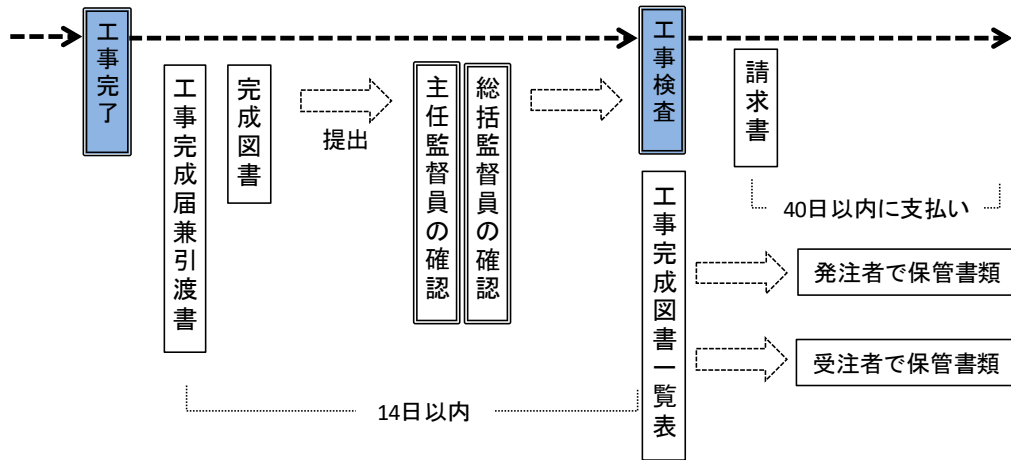 工事完了
工事完成届兼引渡書
完成図書
提出
主任監督員の確認
総括監督員の確認
工事検査
請求書
40日以内に支払い
工事完成図書一覧表
発注者で保管書類
受注者で保管書類
14日以内